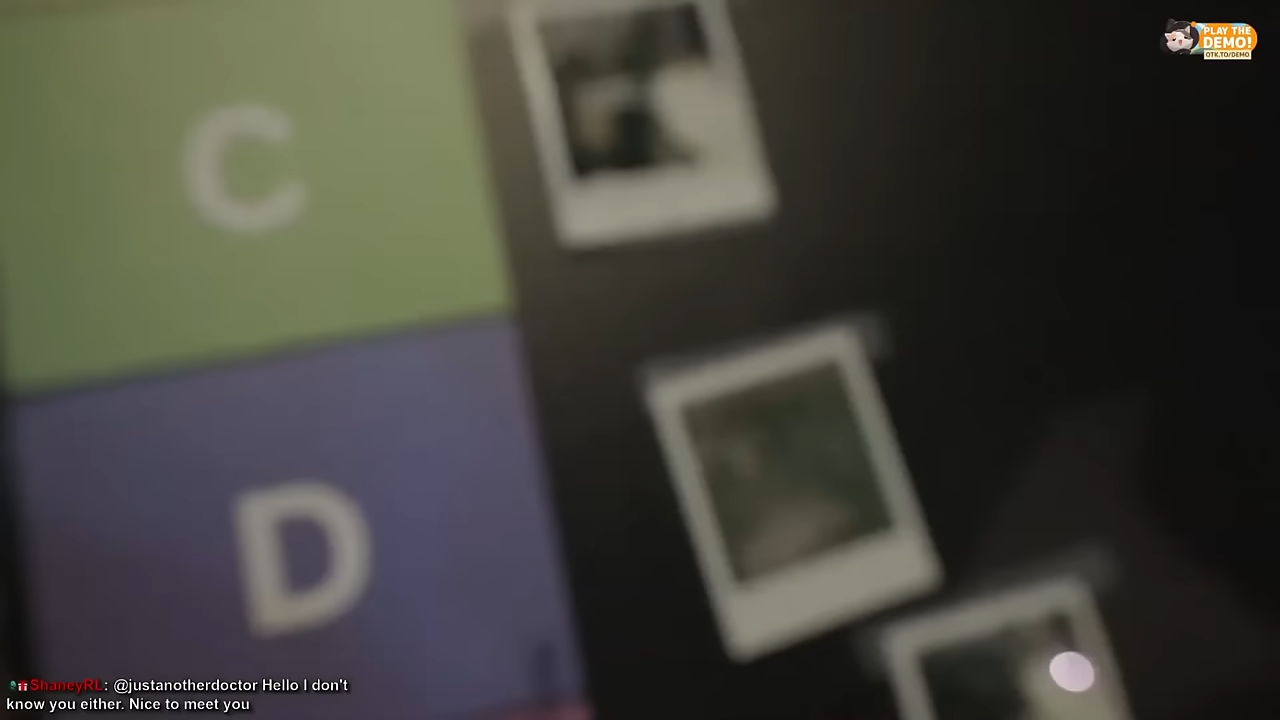 C
PLAY THE
DEMO!
OTK.TO/DEMO
D
ShaneyRL: @justanotherdoctor Hello I don't
know you either. Nice to meet you